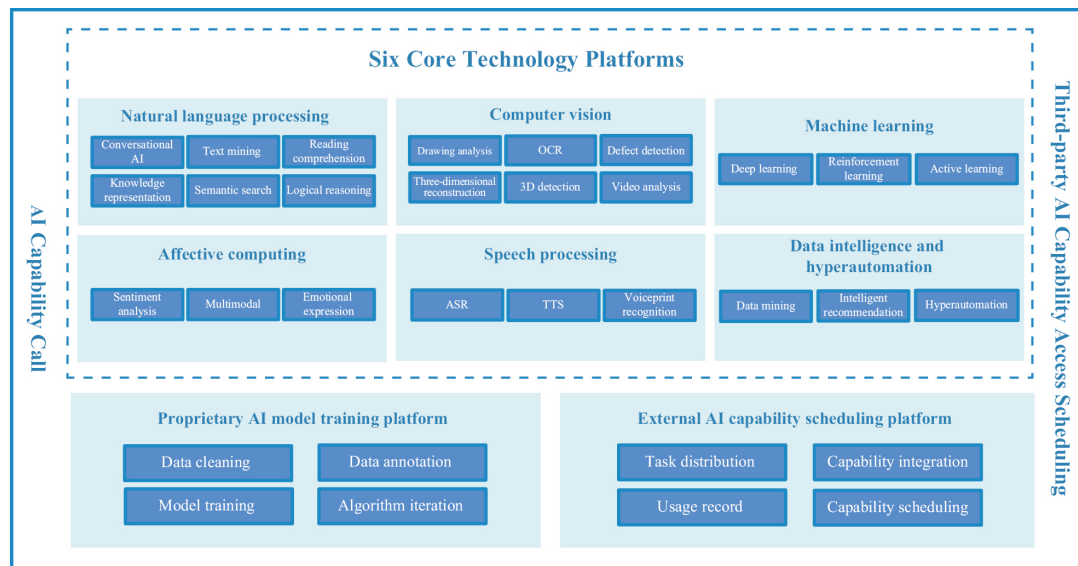 Six Core Technology Platforms
Natural language processing
Conversational
AI
Text mining
Reading
comprehension
Knowledge
representation
Semantic search
Logical reasoning
Computer vision
Drawing analysis
OCR
Defect detection
Three-dimensional
reconstruction
3D detection
Video analysis
Machine learning
Deep learning
Reinforcement
learning
Active learning
Affective computing
Sentiment
analysis
Multimodal
Emotional
expression
Speech processing
ASR
TTS
Voiceprint
recognition
Data intelligence and
hyperautomation
Data mining
Intelligent
recommendation
Hyperautomation
AI Capability Call
Third-party AI Capability Access Scheduling
Proprietary AI model training platform
Data cleaning
Data annotation
Model training
Algorithm iteration
External AI capability scheduling platform
Task distribution
Capability integration
Usage record
Capability scheduling